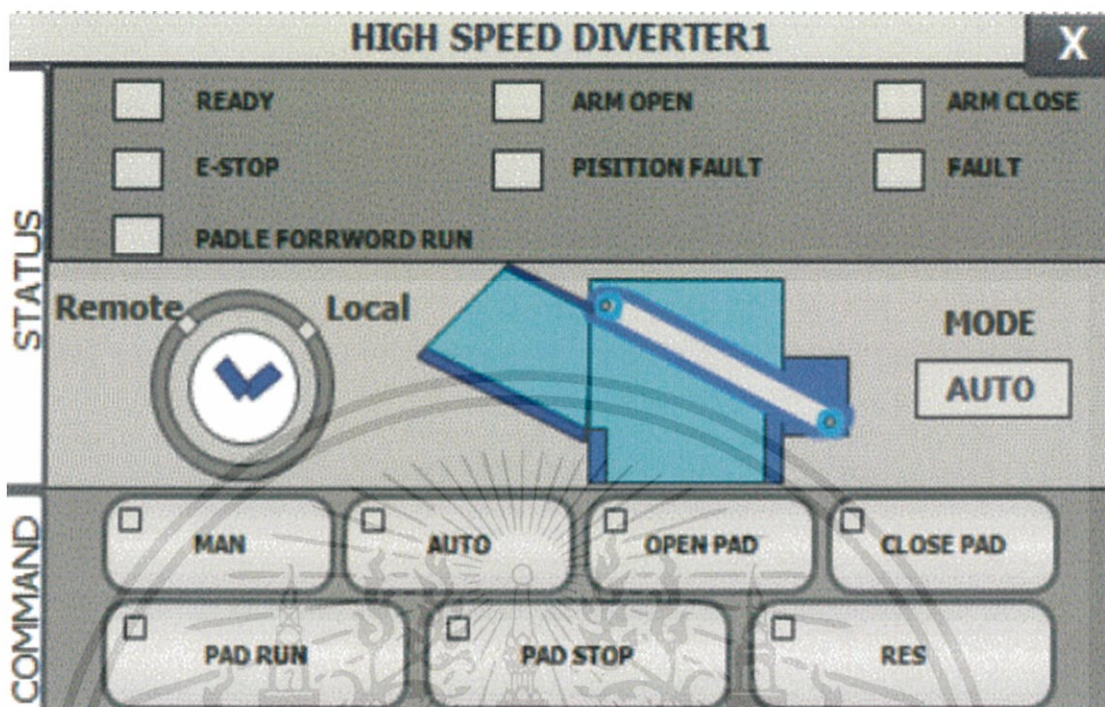 HIGH SPEED DIVERTER1 X
STATUS
READY ARM OPEN ARM CLOSE
E-STOP PISITION FAULT FAULT
PADLE FORRWORD RUN
Remote Local
MODE
AUTO
COMMAND
MAN AUTO OPEN PAD CLOSE PAD
PAD RUN PAD STOP RES